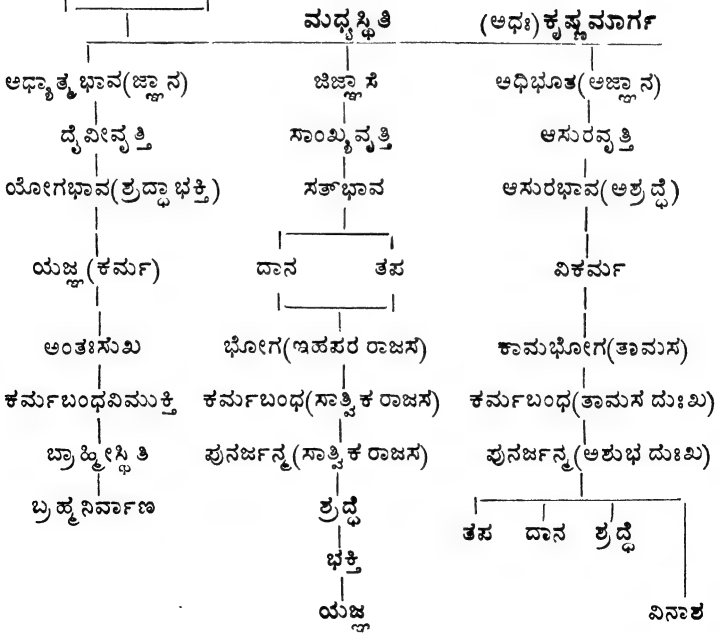 ಮಧ್ಯಸ್ಥಿತಿ (ಅಧಃ) ಕೃಷ್ಣಮಾರ್ಗ
ಅಧ್ಯಾತ್ಮಭಾವ(ಜ್ಞಾನ) ಜಿಜ್ಞಾಸೆ ಅಧಿಭೂತ(ಅಜ್ಞಾನ)
ದೈವೀವೃತ್ತಿ ಸಾಂಖ್ಯವೃತ್ತಿ ಆಸುರವೃತ್ತಿ
ಯೋಗಭಾವ(ಶ್ರದ್ಧಾಭಕ್ತಿ) ಸತ್‌ಭಾವ ಆಸುರಭಾವ(ಅಶ್ರದ್ಧೆ)
ಯಜ್ಞ(ಕರ್ಮ) ದಾನ ತಪ ವಿಕರ್ಮ
ಅಂತಃಸುಖ ಭೋಗ(ಇಹಪರ ರಾಜಸ) ಕಾಮಭೋಗ(ತಾಮಸ)
ಕರ್ಮಬಂಧವಿಮುಕ್ತಿ ಕರ್ಮಬಂಧ(ಸಾತ್ವಿಕ ರಾಜಸ) ಕರ್ಮಬಂಧ(ತಾಮಸ ದುಃಖ)
ಬ್ರಾಹ್ಮೀಸ್ಥಿತಿ ಪುನರ್ಜನ್ಮ(ಸಾತ್ವಿಕ ರಾಜಸ) ಪುನರ್ಜನ್ಮ(ಅಶುಭ ದುಃಖ)
ಬ್ರಹ್ಮನಿರ್ವಾಣ ಶ್ರದ್ಧೆ ತಪ ದಾನ ಶ್ರದ್ಧೆ
ಭಕ್ತಿ
ಯಜ್ಞ ವಿನಾಶ